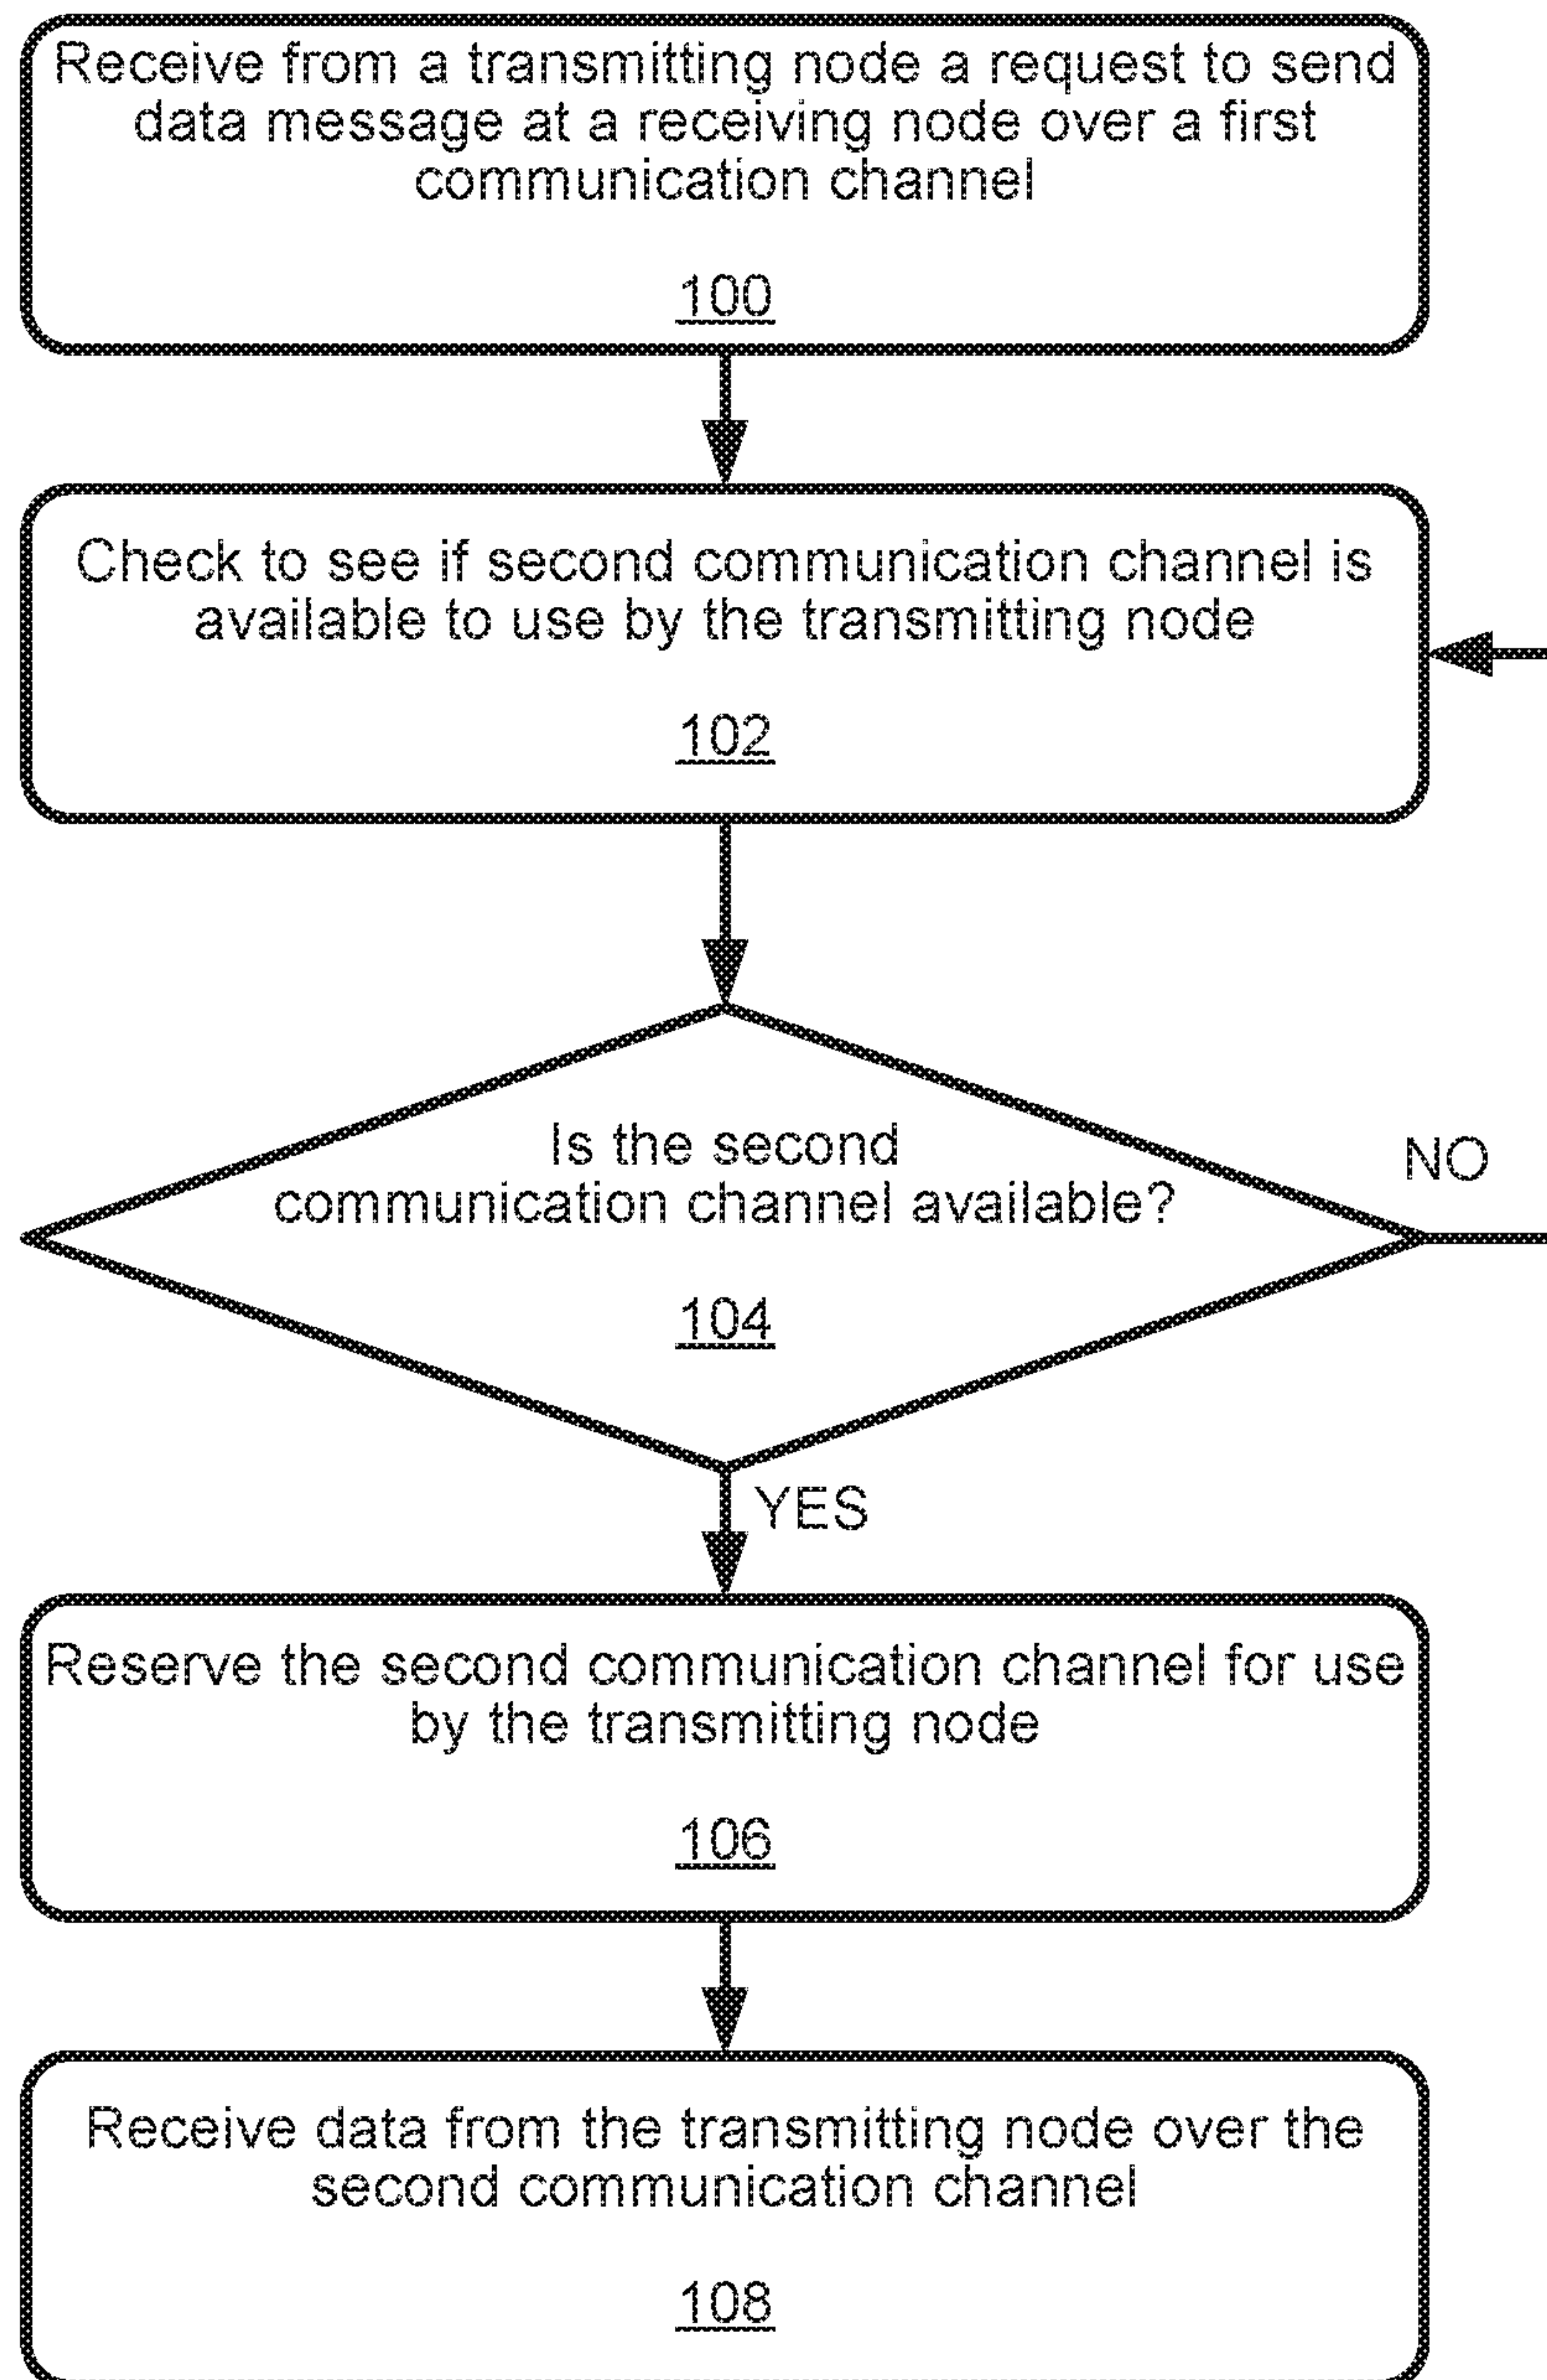 Receive from a transmitting node a request to send
data message at a receiving node over a first
communication channel
100
Check to see if second communication channel is
available to use by the transmitting node
102
Is the second
communication channel available?
104
NO
YES
Reserve the second communication channel for use
by the transmitting node
106
Receive data from the transmitting node over the
second communication channel
108